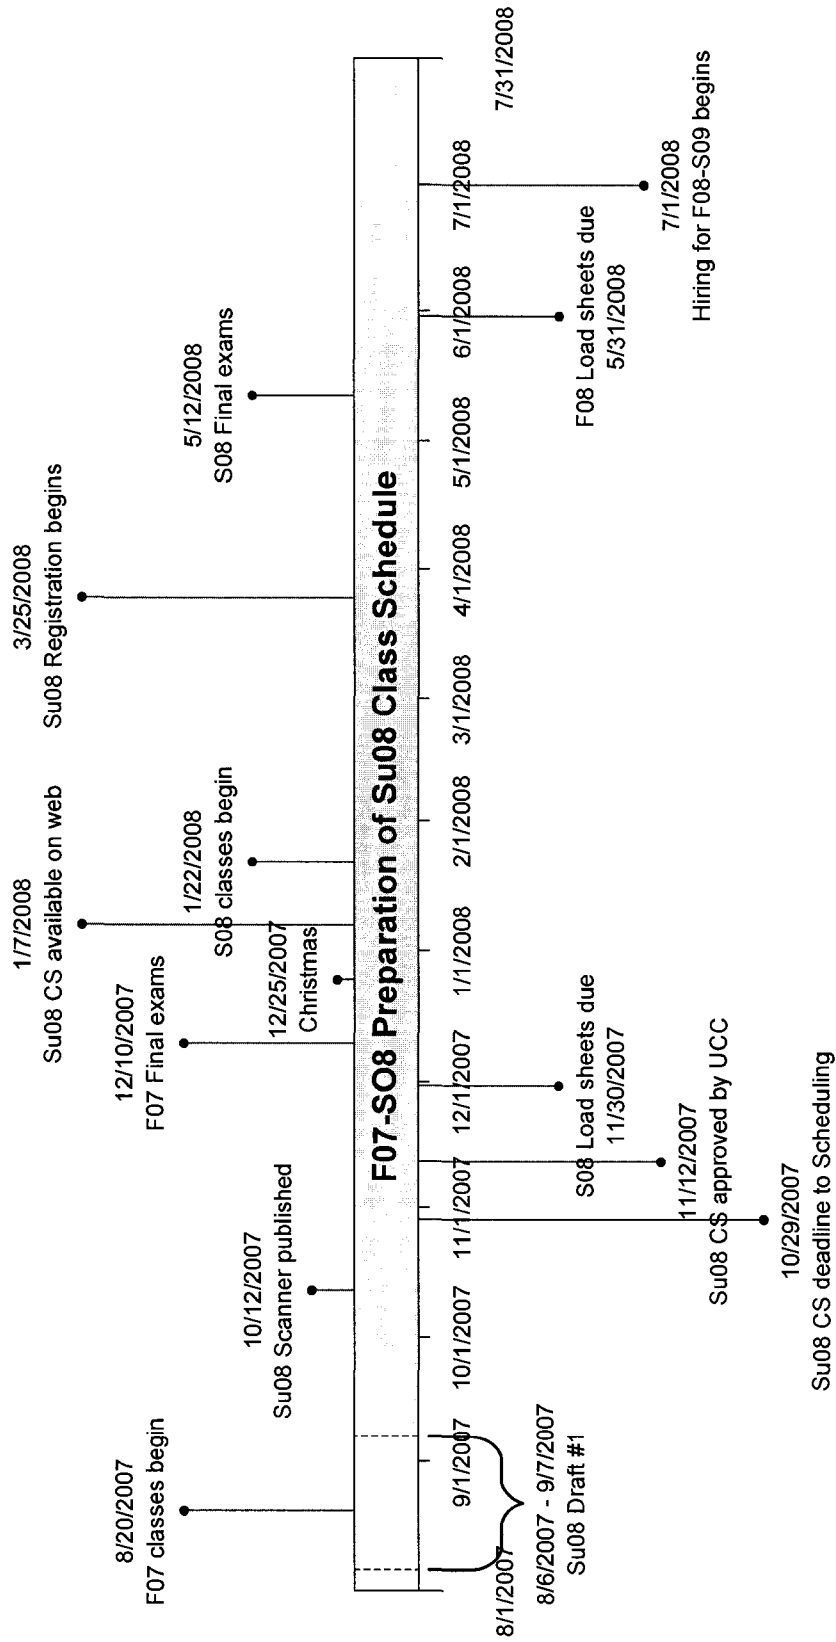 8/20/2007
F07 classes begin
10/12/2007
Su08 Scanner published
12/10/2007
F07 Final exams
12/25/2007
Christmas
1/7/2008
Su08 CS available on web
1/22/2008
S08 classes begin
3/25/2008
Su08 Registration begins
5/12/2008
S08 Final exams
F07-SO8 Preparation of Su08 Class Schedule
8/1/2007
9/1/2007
10/1/2007
11/1/2007
12/1/2007
1/1/2008
2/1/2008
3/1/2008
4/1/2008
5/1/2008
6/1/2008
7/1/2008
7/31/2008
8/6/2007 - 9/7/2007
Su08 Draft #1
10/29/2007
Su08 CS deadline to Scheduling
11/12/2007
Su08 CS approved by UCC
S08 Load sheets due
11/30/2007
F08 Load sheets due
5/31/2008
7/1/2008
Hiring for F08-S09 begins